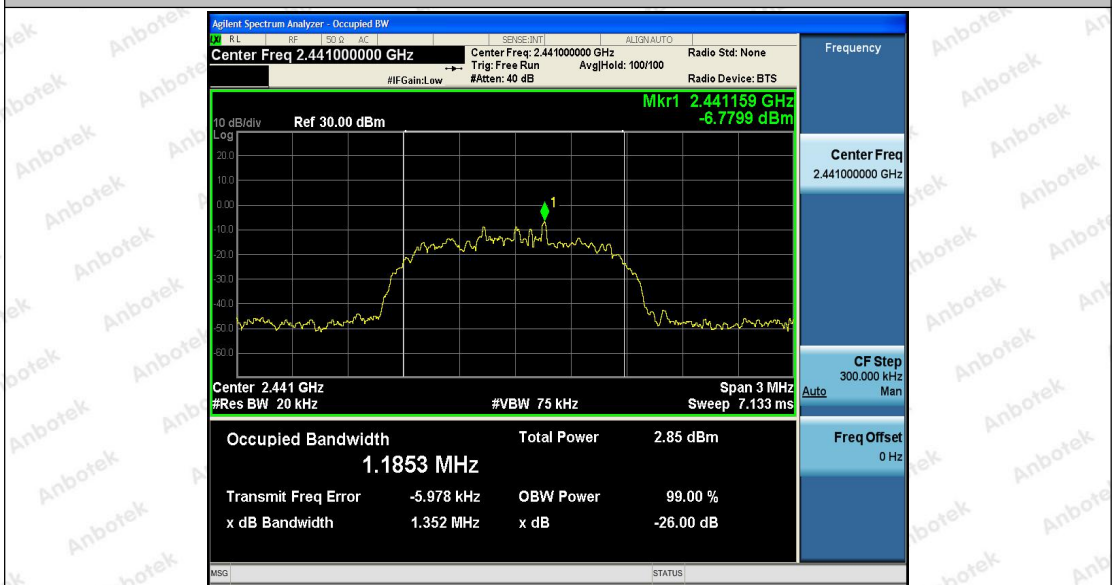 Agilent Spectrum Analyzer - Occupied BW
RL RF 50 Ω AC SENSE:INT ALIGN AUTO
Center Freq 2.441000000 GHz
Center Freq: 2.441000000 GHz Radio Std: None
Trig: Free Run Avg|Hold: 100/100
#IFGain:Low #Atten: 40 dB Radio Device: BTS
Mkr1 2.441159 GHz
-6.7799 dBm
10 dB/div Ref 30.00 dBm
Log
20.0
10.0
0.00
1
-10.0
-20.0
-30.0
-40.0
-50.0
-60.0
Center 2.441 GHz Span 3 MHz
#Res BW 20 kHz #VBW 75 kHz Sweep 7.133 ms
Occupied Bandwidth Total Power 2.85 dBm
1.1853 MHz
Transmit Freq Error -5.978 kHz OBW Power 99.00 %
x dB Bandwidth 1.352 MHz x dB -26.00 dB
MSG STATUS
Frequency
Center Freq
2.441000000 GHz
CF Step
300.000 kHz
Auto Man
Freq Offset
0 Hz
Anbotek